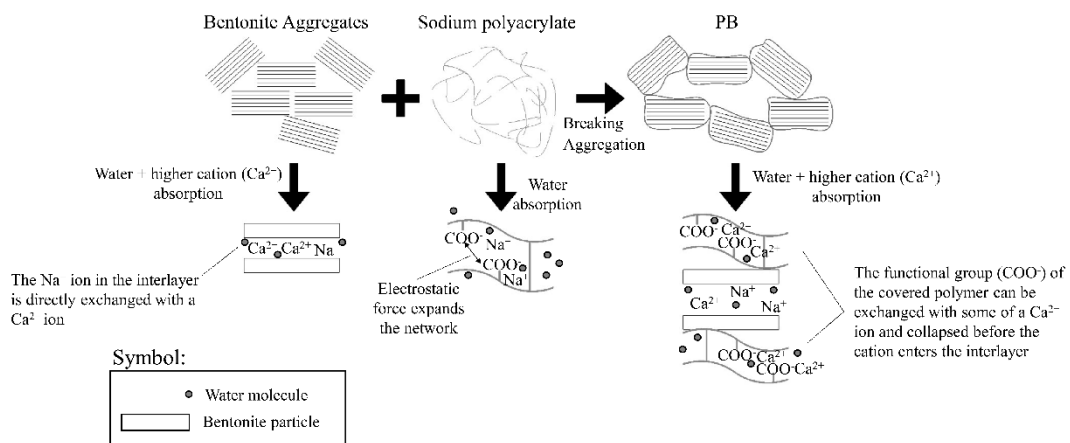 Bentonite Aggregates
Sodium polyacrylate
PB
Breaking
Aggregation
Water + higher cation (Ca²⁻)
absorption
Water
absorption
Water + higher cation (Ca²⁺)
absorption
Ca²⁻ Ca²⁺ Na
The Na ion in the interlayer
is directly exchanged with a
Ca² ion
COO⁻
Na⁻
COO⁻
Na⁺
Electrostatic
force expands
the network
COO⁻Ca²⁻
COO⁻
Ca²⁻
Ca²⁺
Na⁺
Na⁺
COO⁻Ca²⁺
COO⁻Ca²⁺
The functional group (COO⁻) of
the covered polymer can be
exchanged with some of a Ca²⁻
ion and collapsed before the
cation enters the interlayer
Symbol:
Water molecule
Bentonite particle